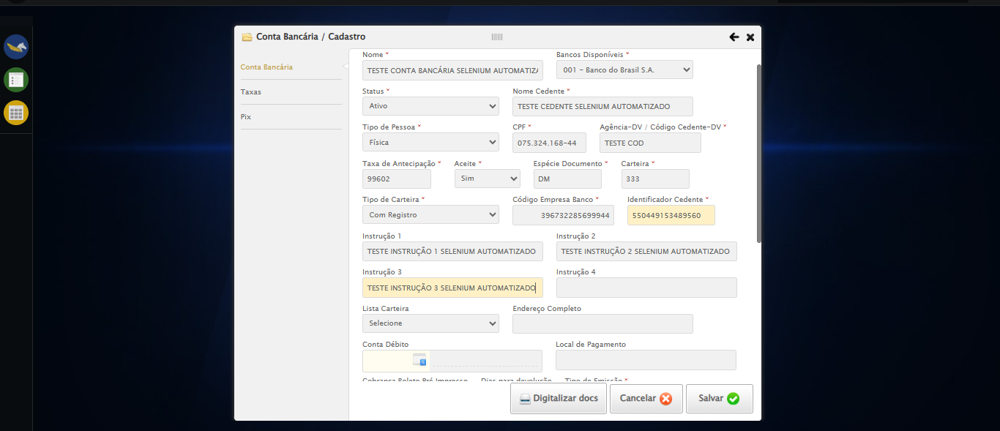 Conta Bancária / Cadastro
Conta Bancária
Taxas
Pix
Nome *
Bancos Disponíveis *
TESTE CONTA BANCÁRIA SELENIUM AUTOMATIZA
001 - Banco do Brasil S.A.
Status *
Nome Cedente *
Ativo
TESTE CEDENTE SELENIUM AUTOMATIZADO
Tipo de Pessoa *
CPF *
Agência-DV / Código Cedente-DV *
Física
075.324.168-44
TESTE COD
Taxa de Antecipação *
Aceite *
Espécie Documento *
Carteira *
99602
Sim
DM
333
Tipo de Carteira *
Código Empresa Banco *
Identificador Cedente *
Com Registro
396732285699944
550449153489560
Instrução 1
Instrução 2
TESTE INSTRUÇÃO 1 SELENIUM AUTOMATIZADO
TESTE INSTRUÇÃO 2 SELENIUM AUTOMATIZADO
Instrução 3
Instrução 4
TESTE INSTRUÇÃO 3 SELENIUM AUTOMATIZADO
Lista Carteira
Endereço Completo
Selecione
Conta Débito
Local de Pagamento
Cobrança Boleto Pré Impresso
Dias para devolução
Tipo de Emissão *
Digitalizar docs
Cancelar
Salvar